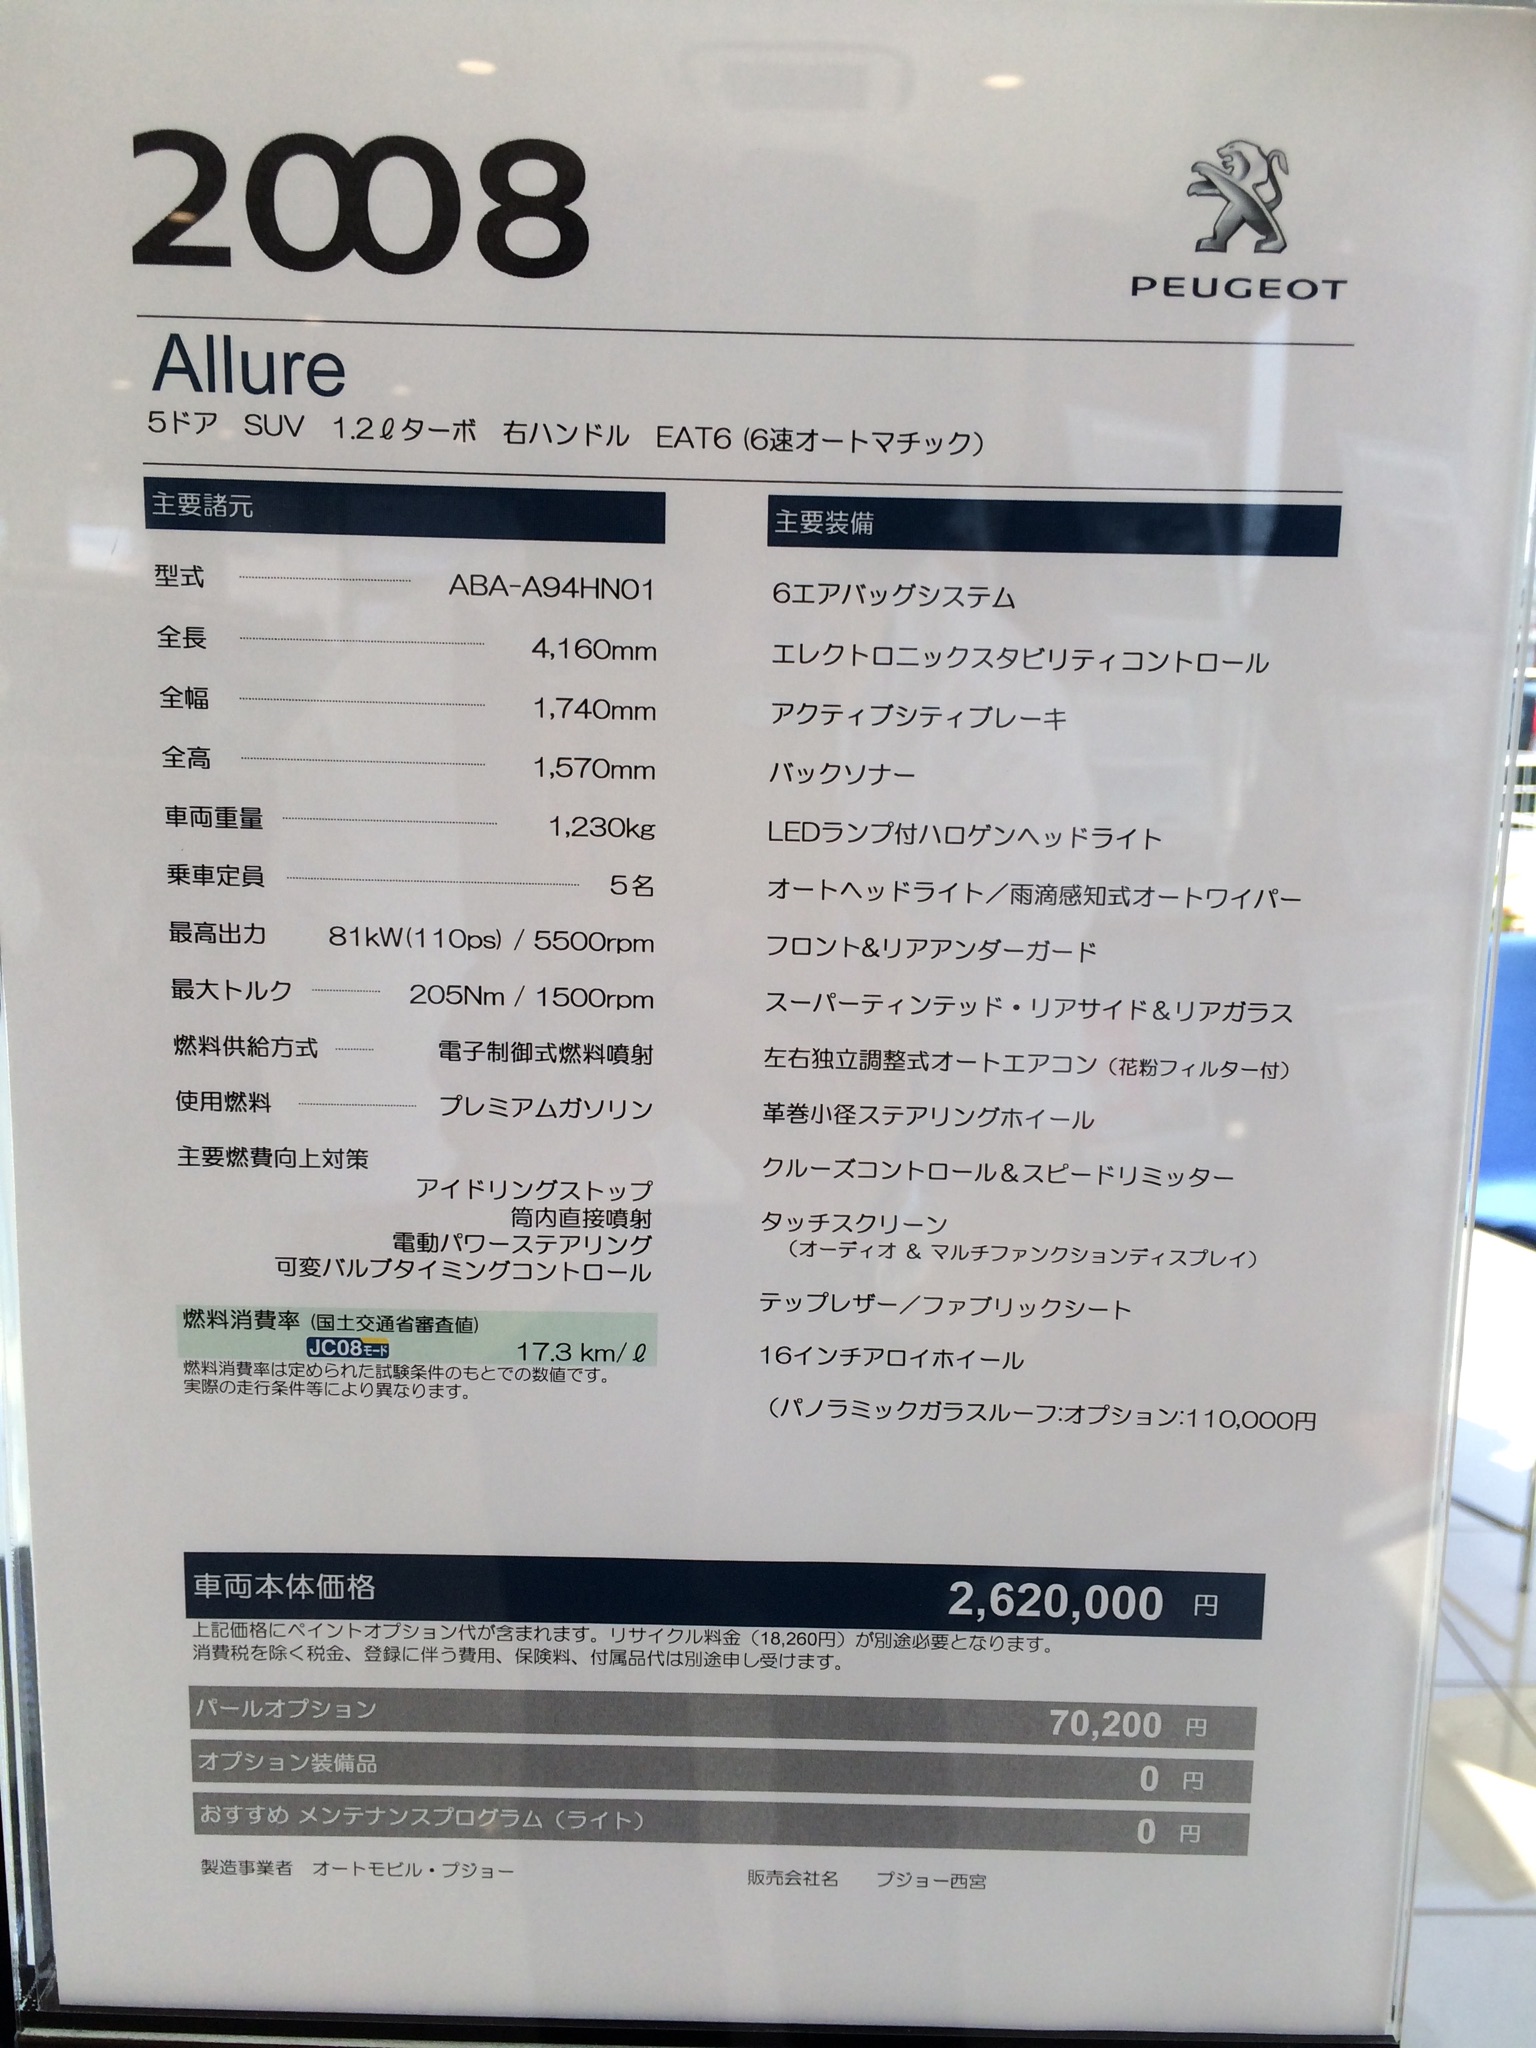 2008
PEUGEOT
Allure
5ドア SUV 1.2ℓターボ 右ハンドル EAT6 (6速オートマチック)
主要諸元
型式 ABA-A94HN01
全長 4,160mm
全幅 1,740mm
全高 1,570mm
車両重量 1,230kg
乗車定員 5名
最高出力 81kW(110ps) / 5500rpm
最大トルク 205Nm / 1500rpm
燃料供給方式 電子制御式燃料噴射
使用燃料 プレミアムガソリン
主要燃費向上対策
アイドリングストップ
筒内直接噴射
電動パワーステアリング
可変バルブタイミングコントロール
燃料消費率 (国土交通省審査値)
JC08モード 17.3 km/ℓ
燃料消費率は定められた試験条件のもとでの数値です。
実際の走行条件等により異なります。
主要装備
6エアバッグシステム
エレクトロニックスタビリティコントロール
アクティブシティブレーキ
バックソナー
LEDランプ付ハロゲンヘッドライト
オートヘッドライト／雨滴感知式オートワイパー
フロント&リアアンダーガード
スーパーティンテッド・リアサイド&リアガラス
左右独立調整式オートエアコン（花粉フィルター付）
革巻小径ステアリングホイール
クルーズコントロール&スピードリミッター
タッチスクリーン
（オーディオ & マルチファンクションディスプレイ）
テップレザー／ファブリックシート
16インチアロイホイール
（パノラミックガラスルーフ:オプション:110,000円
車両本体価格 2,620,000 円
上記価格にペイントオプション代が含まれます。リサイクル料金（18,260円）が別途必要となります。
消費税を除く税金、登録に伴う費用、保険料、付属品代は別途申し受けます。
パールオプション 70,200 円
オプション装備品 0 円
おすすめ メンテナンスプログラム（ライト） 0 円
製造事業者 オートモビル・プジョー 販売会社名 プジョー西宮